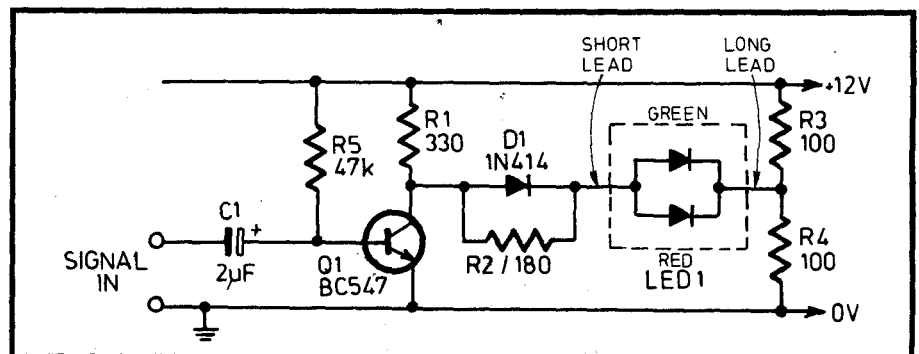 SHORT
LEAD
LONG
LEAD
+12V
R5
47k
R1
330
D1
1N414
GREEN
R3
100
C1
+
2µF
SIGNAL
IN
Q1
BC547
R2/180
RED
LED1
R4
100
0V